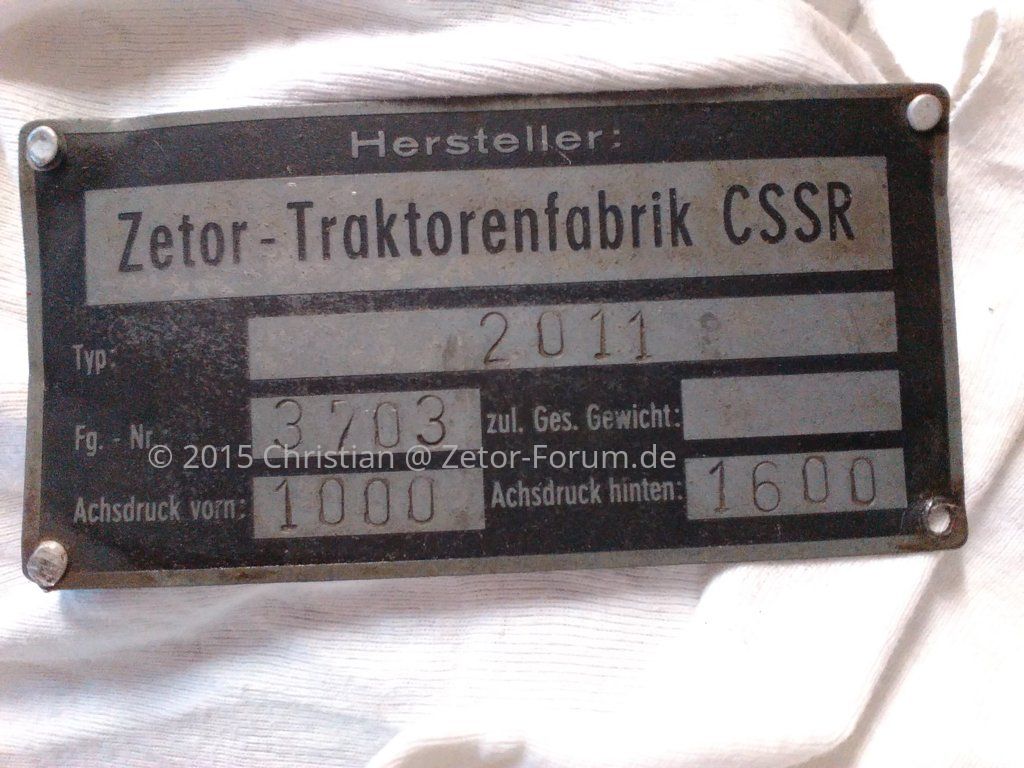 Hersteller:
Zetor-Traktorenfabrik CSSR
Typ: 2011
Fg. - Nr.: 3703 zul. Ges. Gewicht:
© 2015 Christian @ Zetor-Forum.de
Achsdruck vorn: 1000 Achsdruck hinten: 1600